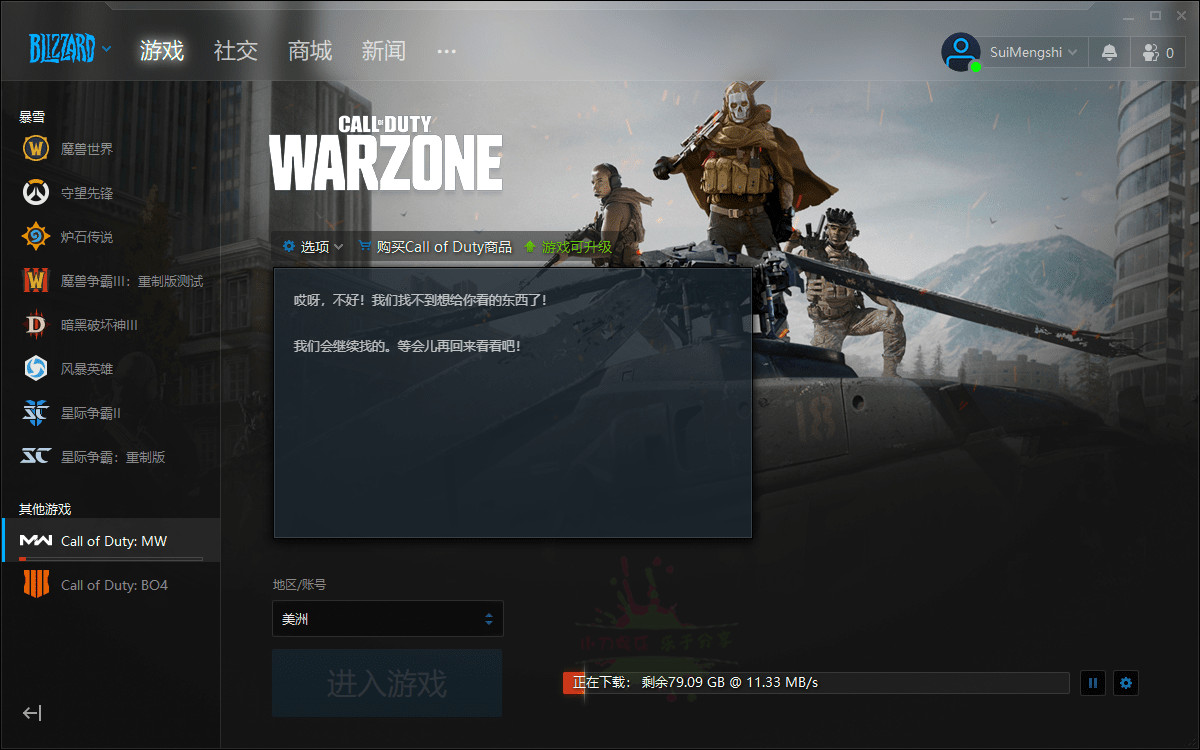 BLIZZARD
游戏
社交
商城
新闻
SuiMengshi
0
暴雪
魔兽世界
守望先锋
炉石传说
魔兽争霸III：重制版测试
暗黑破坏神III
风暴英雄
星际争霸II
星际争霸：重制版
其他游戏
Call of Duty: MW
Call of Duty: BO4
CALL OF DUTY
WARZONE
选项
购买Call of Duty商品
游戏可升级
哎呀，不好！我们找不到想给你看的东西了！
我们会继续找的。等会儿再回来看看吧！
18
地区/账号
美洲
进入游戏
正在下载： 剩余79.09 GB @ 11.33 MB/s